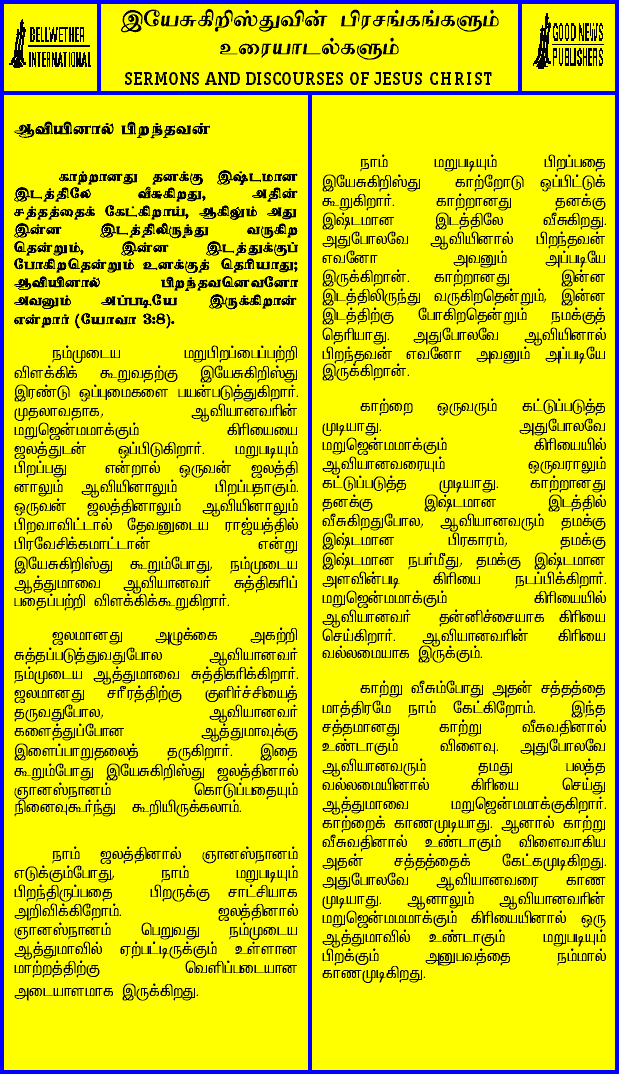 BELLWETHER
INTERNATIONAL
இயேசுகிறிஸ்துவின் பிரசங்கங்களும்
உரையாடல்களும்
SERMONS AND DISCOURSES OF JESUS CHRIST
GOOD NEWS
PUBLISHERS
ஆவியினால் பிறந்தவன்
காற்றானது தனக்கு இஷ்டமான
இடத்திலே வீசுகிறது, அதின்
சத்தத்தைக் கேட்கிறாய், ஆகிலும் அது
இன்ன இடத்திலிருந்து வருகிற
தென்றும், இன்ன இடத்துக்குப்
போகிறதென்றும் உனக்குத் தெரியாது;
ஆவியினால் பிறந்தவனெவனோ
அவனும் அப்படியே இருக்கிறான்
என்றார் (யோவா 3:8).
நம்முடைய மறுபிறப்பைப்பற்றி
விளக்கிக் கூறுவதற்கு இயேசுகிறிஸ்து
இரண்டு ஒப்புமைகளை பயன்படுத்துகிறார்.
முதலாவதாக, ஆவியானவரின்
மறுஜென்மமாக்கும் கிரியையை
ஜலத்துடன் ஒப்பிடுகிறார். மறுபடியும்
பிறப்பது என்றால் ஒருவன் ஜலத்தி
னாலும் ஆவியினாலும் பிறப்பதாகும்.
ஒருவன் ஜலத்தினாலும் ஆவியினாலும்
பிறவாவிட்டால் தேவனுடைய ராஜ்யத்தில்
பிரவேசிக்கமாட்டான் என்று
இயேசுகிறிஸ்து கூறும்போது, நம்முடைய
ஆத்துமாவை ஆவியானவர் சுத்திகரிப்
பதைப்பற்றி விளக்கிக்கூறுகிறார்.
ஜலமானது அழுக்கை அகற்றி
சுத்தப்படுத்துவதுபோல ஆவியானவர்
நம்முடைய ஆத்துமாவை சுத்திகரிக்கிறார்.
ஜலமானது சரீரத்திற்கு குளிர்ச்சியைத்
தருவதுபோல, ஆவியானவர்
களைத்துப்போன ஆத்துமாவுக்கு
இளைப்பாறுதலைத் தருகிறார். இதை
கூறும்போது இயேசுகிறிஸ்து ஜலத்தினால்
ஞானஸ்நானம் கொடுப்பதையும்
நினைவுகூர்ந்து கூறியிருக்கலாம்.
நாம் ஜலத்தினால் ஞானஸ்நானம்
எடுக்கும்போது, நாம் மறுபடியும்
பிறந்திருப்பதை பிறருக்கு சாட்சியாக
அறிவிக்கிறோம். ஜலத்தினால்
ஞானஸ்நானம் பெறுவது நம்முடைய
ஆத்துமாவில் ஏற்பட்டிருக்கும் உள்ளான
மாற்றத்திற்கு வெளிப்படையான
அடையாளமாக இருக்கிறது.
நாம் மறுபடியும் பிறப்பதை
இயேசுகிறிஸ்து காற்றோடு ஒப்பிட்டுக்
கூறுகிறார். காற்றானது தனக்கு
இஷ்டமான இடத்திலே வீசுகிறது.
அதுபோலவே ஆவியினால் பிறந்தவன்
எவனோ அவனும் அப்படியே
இருக்கிறான். காற்றானது இன்ன
இடத்திலிருந்து வருகிறதென்றும், இன்ன
இடத்திற்கு போகிறதென்றும் நமக்குத்
தெரியாது. அதுபோலவே ஆவியினால்
பிறந்தவன் எவனோ அவனும் அப்படியே
இருக்கிறான்.
காற்றை ஒருவரும் கட்டுப்படுத்த
முடியாது. அதுபோலவே
மறுஜென்மமாக்கும் கிரியையில்
ஆவியானவரையும் ஒருவராலும்
கட்டுப்படுத்த முடியாது. காற்றானது
தனக்கு இஷ்டமான இடத்தில்
வீசுகிறதுபோல, ஆவியானவரும் தமக்கு
இஷ்டமான பிரகாரம், தமக்கு
இஷ்டமான நபர்மீது, தமக்கு இஷ்டமான
அளவின்படி கிரியை நடப்பிக்கிறார்.
மறுஜென்மமாக்கும் கிரியையில்
ஆவியானவர் தன்னிச்சையாக கிரியை
செய்கிறார். ஆவியானவரின் கிரியை
வல்லமையாக இருக்கும்.
காற்று வீசும்போது அதன் சத்தத்தை
மாத்திரமே நாம் கேட்கிறோம். இந்த
சத்தமானது காற்று வீசுவதினால்
உண்டாகும் விளைவு. அதுபோலவே
ஆவியானவரும் தமது பலத்த
வல்லமையினால் கிரியை செய்து
ஆத்துமாவை மறுஜென்மமாக்குகிறார்.
காற்றைக் காணமுடியாது. ஆனால் காற்று
வீசுவதினால் உண்டாகும் விளைவாகிய
அதன் சத்தத்தைக் கேட்கமுடிகிறது.
அதுபோலவே ஆவியானவரை காண
முடியாது. ஆனாலும் ஆவியானவரின்
மறுஜென்மமமாக்கும் கிரியையினால் ஒரு
ஆத்துமாவில் உண்டாகும் மறுபடியும்
பிறக்கும் அனுபவத்தை நம்மால்
காணமுடிகிறது.